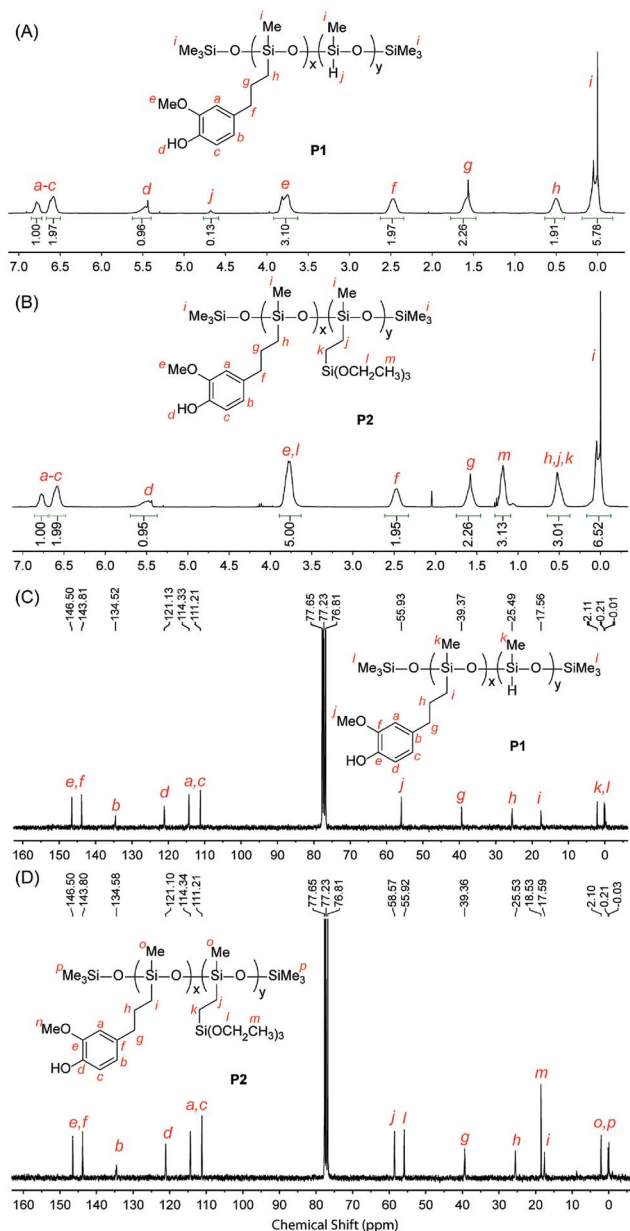 (A)
i Me i Me i
Me₃Si—O—(Si—O)x(Si—O)y—SiMe₃
H j
g h
e MeO a f
HO b
d c
P1
a-c d j e f g h i
1.00 1.97 0.96 0.13 3.10 1.97 2.26 1.91 5.78
7.0 6.5 6.0 5.5 5.0 4.5 4.0 3.5 3.0 2.5 2.0 1.5 1.0 0.5 0.0
(B)
i Me i Me i
Me₃Si—O—(Si—O)x(Si—O)y—SiMe₃
g h k j
e MeO a f Si(OCH₂CH₃)₃ l m
HO b
d c
P2
a-c d e,l f g m h,j,k i
1.00 1.99 0.95 5.00 1.95 2.26 3.13 3.01 6.52
7.0 6.5 6.0 5.5 5.0 4.5 4.0 3.5 3.0 2.5 2.0 1.5 1.0 0.5 0.0
(C)
146.50 143.81 134.52 121.13 114.33 111.21 77.65 77.23 76.81 55.93 39.37 25.49 17.56 2.11 0.21 -0.01
k Me k Me
l Me₃Si—O—(Si—O)x(Si—O)y—SiMe₃ l
H
h i
j MeO f a g
b
HO e d c
P1
e,f b d a,c j g h i k,l
160 150 140 130 120 110 100 90 80 70 60 50 40 30 20 10 0
(D)
146.50 143.80 134.58 121.10 114.34 111.21 77.65 77.23 76.81 58.57 55.92 39.36 25.53 18.53 17.59 2.10 0.21 -0.03
o Me o Me
p Me₃Si—O—(Si—O)x(Si—O)y—SiMe₃ p
h i k j
n MeO a g Si(OCH₂CH₃)₃ l m
e f
HO d c b
P2
e,f b d a,c j l g h m i o,p
160 150 140 130 120 110 100 90 80 70 60 50 40 30 20 10 0
Chemical Shift (ppm)